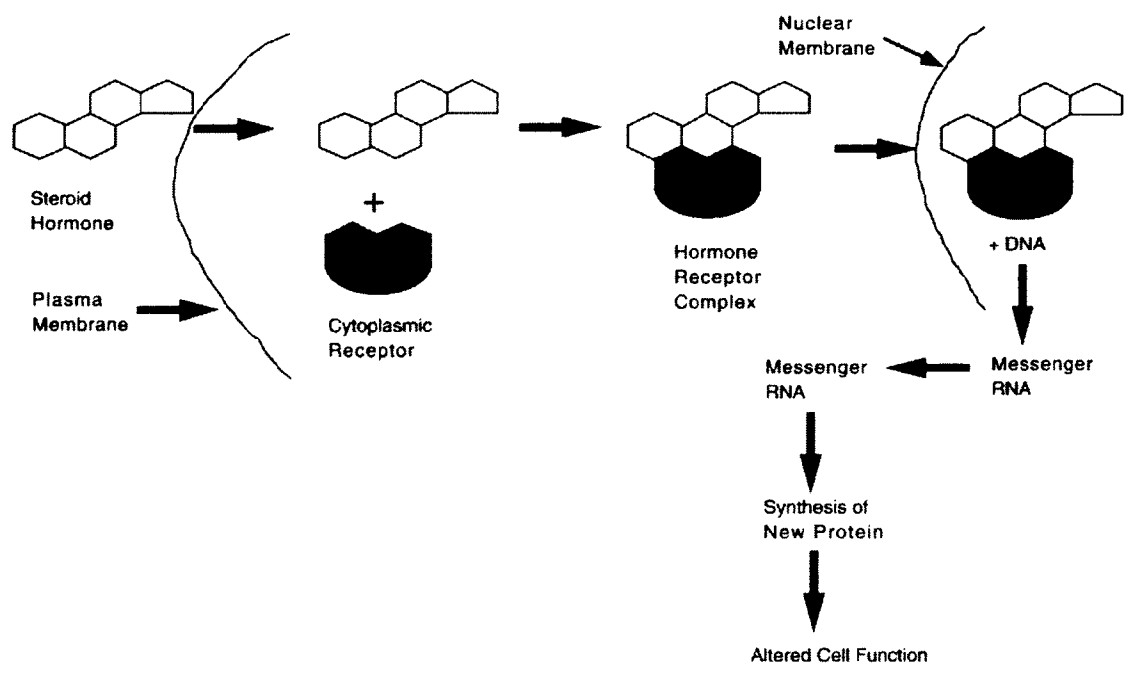 Nuclear
Membrane
Steroid
Hormone
+
Plasma
Membrane
Cytoplasmic
Receptor
Hormone
Receptor
Complex
+ DNA
Messenger
RNA
Messenger
RNA
Synthesis of
New Protein
Altered Cell Function